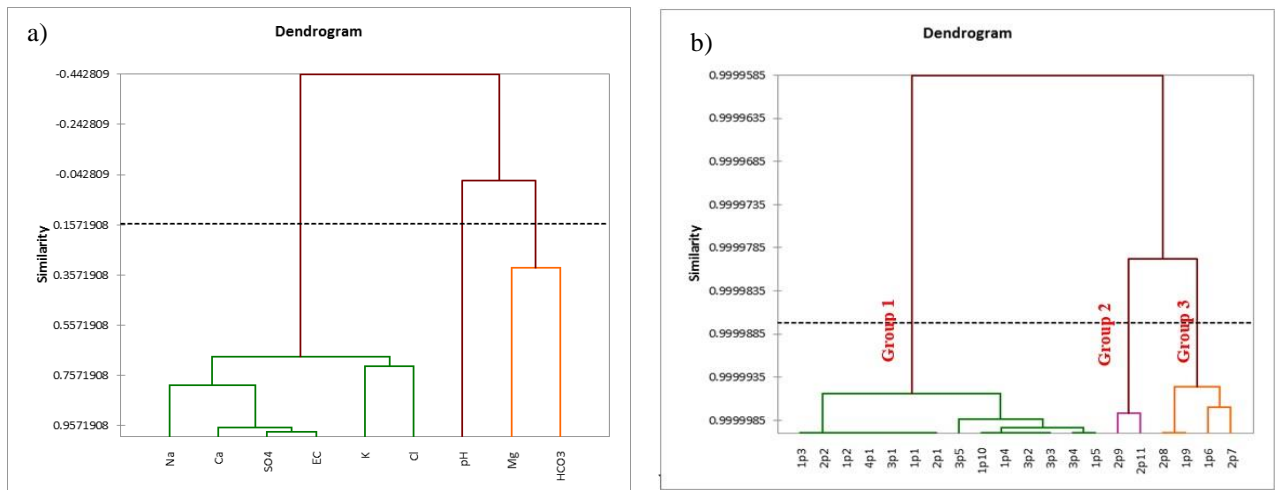 a)
Dendrogram
-0.442809
-0.242809
-0.042809
0.1571908
0.3571908
0.5571908
0.7571908
0.9571908
Similarity
Na
Ca
SO4
EC
K
Cl
pH
Mg
HCO3
b)
Dendrogram
0.9999585
0.9999635
0.9999685
0.9999735
0.9999785
0.9999835
0.9999885
0.9999935
0.9999985
Similarity
Group 1
Group 2
Group 3
1p3
2p2
1p2
4p1
3p1
1p1
2p1
3p5
1p10
1p4
3p2
3p3
3p4
1p5
2p9
2p11
2p8
1p9
1p6
2p7